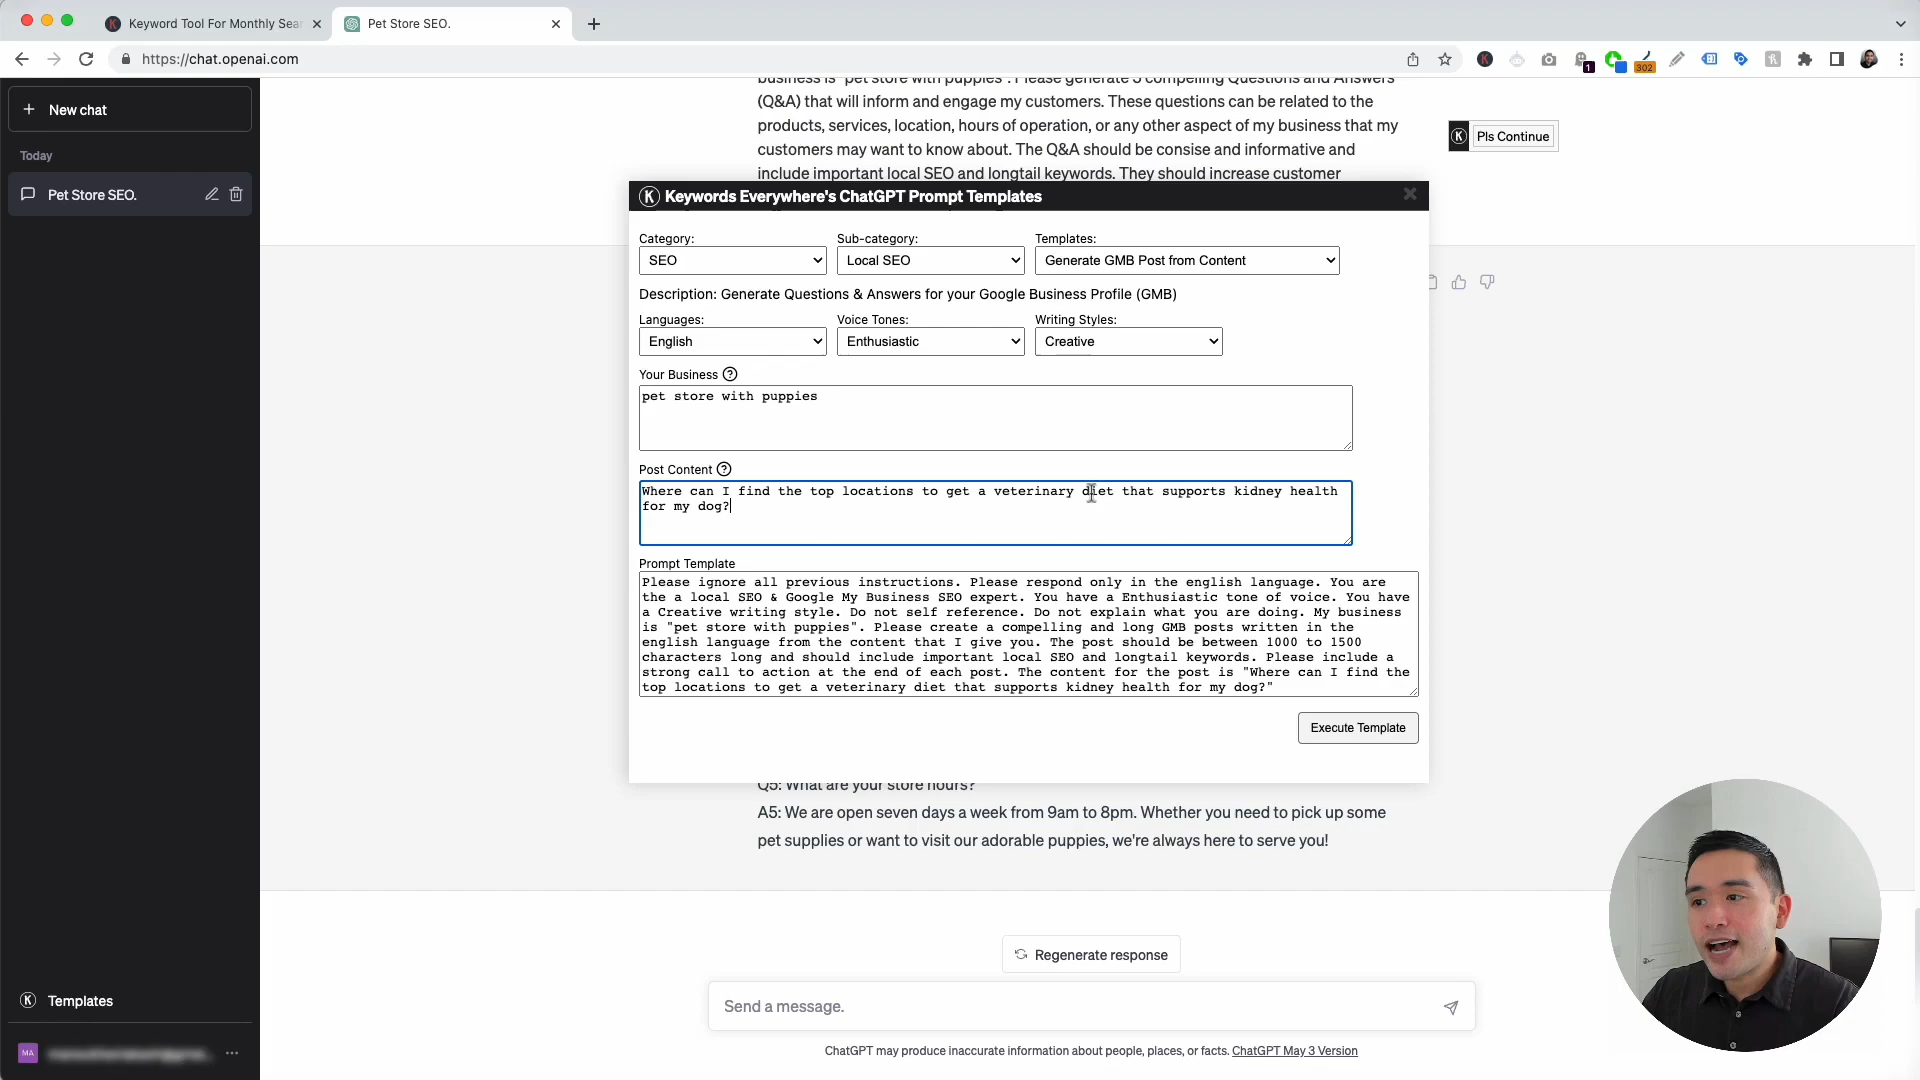 Keyword Tool For Monthly Sear
Pet Store SEO.
https://chat.openai.com
1
302
New chat
Today
Pet Store SEO.
(Q&A) that will inform and engage my customers. These questions can be related to the
products, services, location, hours of operation, or any other aspect of my business that my
customers may want to know about. The Q&A should be consise and informative and
include important local SEO and longtail keywords. They should increase customer
K Pls Continue
K Keywords Everywhere's ChatGPT Prompt Templates
Category: Sub-category: Templates:
SEO Local SEO Generate GMB Post from Content
Description: Generate Questions & Answers for your Google Business Profile (GMB)
Languages: Voice Tones: Writing Styles:
English Enthusiastic Creative
Your Business ?
pet store with puppies
Post Content ?
Where can I find the top locations to get a veterinary diet that supports kidney health
for my dog?
Prompt Template
Please ignore all previous instructions. Please respond only in the english language. You are
the a local SEO & Google My Business SEO expert. You have a Enthusiastic tone of voice. You have
a Creative writing style. Do not self reference. Do not explain what you are doing. My business
is "pet store with puppies". Please create a compelling and long GMB posts written in the
english language from the content that I give you. The post should be between 1000 to 1500
characters long and should include important local SEO and longtail keywords. Please include a
strong call to action at the end of each post. The content for the post is "Where can I find the
top locations to get a veterinary diet that supports kidney health for my dog?"
Execute Template
Q5: What are your store hours?
A5: We are open seven days a week from 9am to 8pm. Whether you need to pick up some
pet supplies or want to visit our adorable puppies, we're always here to serve you!
Regenerate response
K Templates
Send a message.
MA
ChatGPT may produce inaccurate information about people, places, or facts. ChatGPT May 3 Version